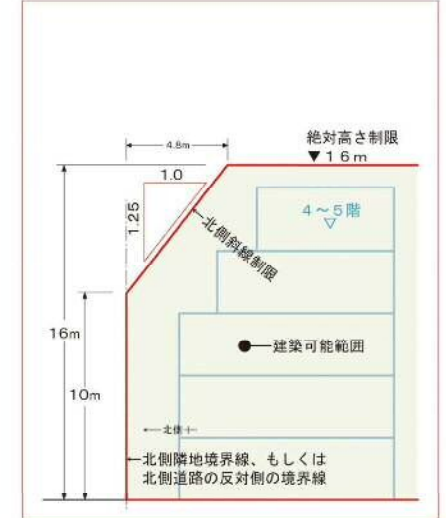 絶対高さ制限
▼16m
4.8m
1.0
1.25
北側斜線制限
4～5階
▽
16m
10m
●―建築可能範囲
←北側
←北側隣地境界線、もしくは
北側道路の反対側の境界線